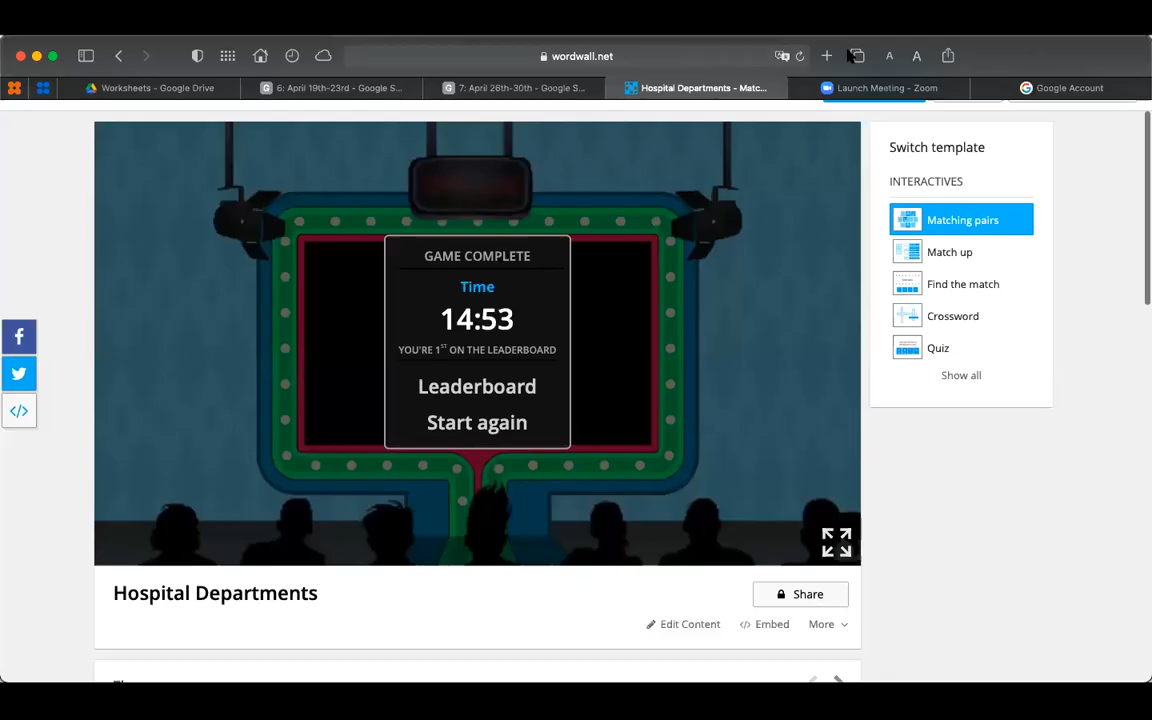 wordwall.net
A A
Worksheets - Google Drive
6: April 19th-23rd - Google S...
7: April 26th-30th - Google S...
Hospital Departments - Matc...
Launch Meeting - Zoom
Google Account
Switch template
INTERACTIVES
Matching pairs
Match up
Find the match
Crossword
Quiz
Show all
GAME COMPLETE
Time
14:53
YOU'RE 1ST ON THE LEADERBOARD
Leaderboard
Start again
Hospital Departments
Share
Edit Content
Embed
More